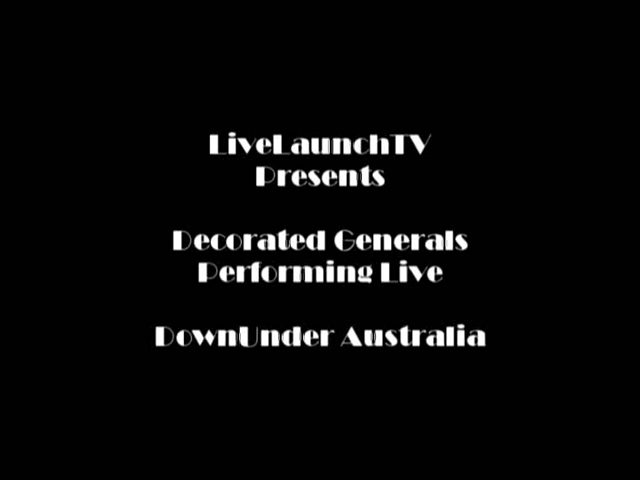 LiveLaunchTV
Presents
Decorated Generals
Performing Live
DownUnder Australia